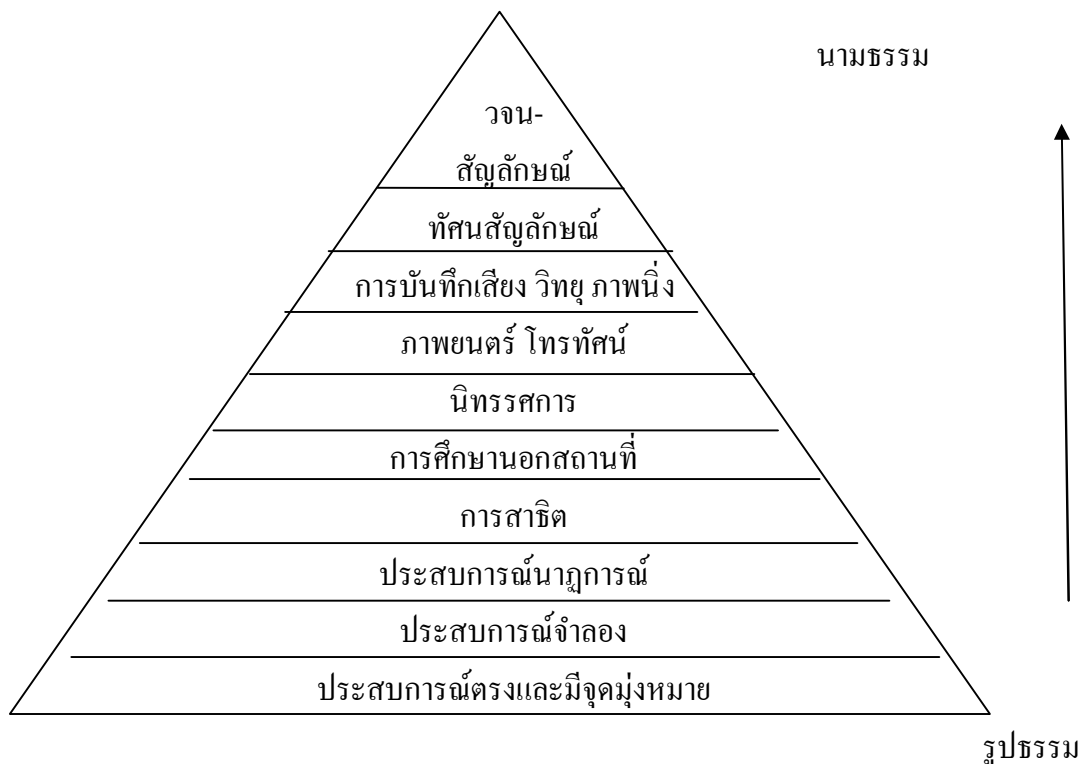 นามธรรม
วจน-
สัญลักษณ์
ทัศนสัญลักษณ์
การบันทึกเสียง วิทยุ ภาพนิ่ง
ภาพยนตร์ โทรทัศน์
นิทรรศการ
การศึกษานอกสถานที่
การสาธิต
ประสบการณ์นาฏการณ์
ประสบการณ์จำลอง
ประสบการณ์ตรงและมีจุดมุ่งหมาย
รูปธรรม